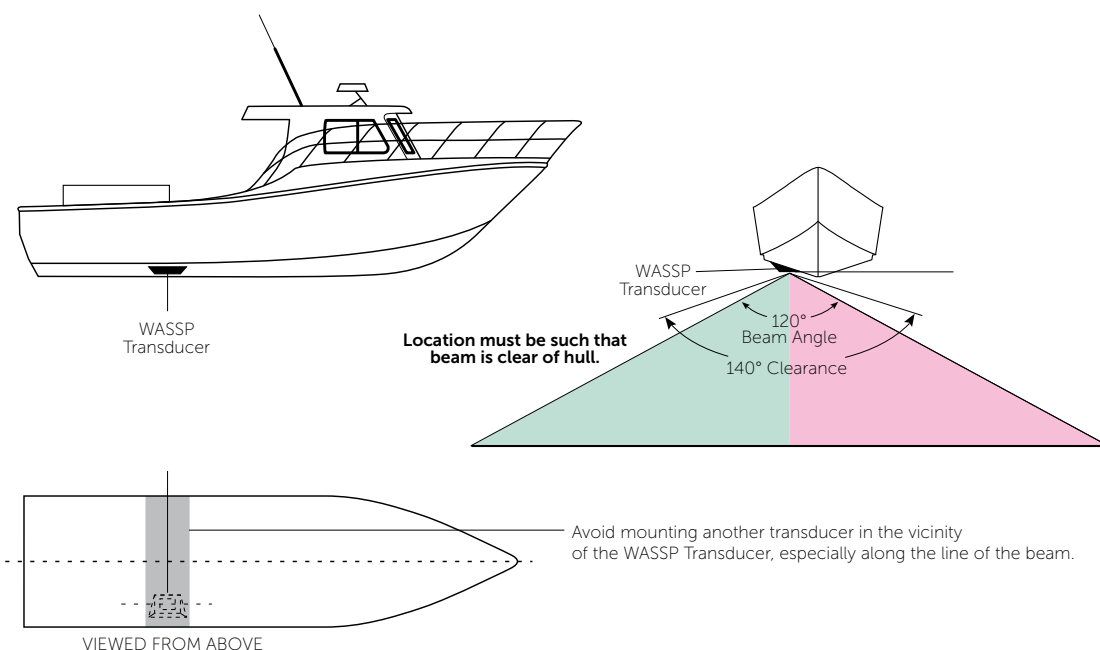 WASSP
Transducer
WASSP
Transducer
120°
Beam Angle
140° Clearance
Location must be such that
beam is clear of hull.
Avoid mounting another transducer in the vicinity
of the WASSP Transducer, especially along the line of the beam.
VIEWED FROM ABOVE